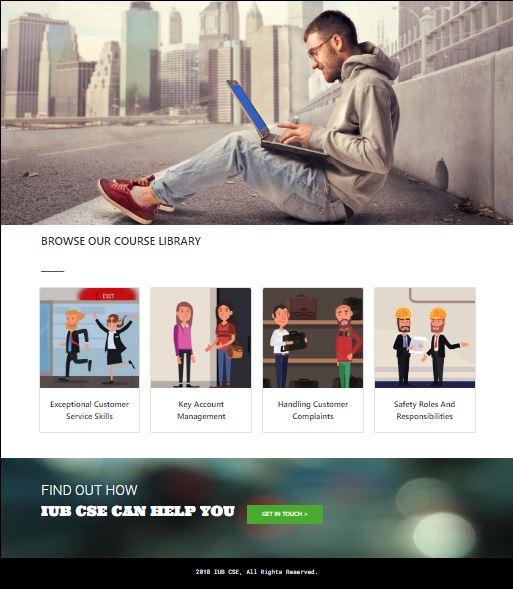 BROWSE OUR COURSE LIBRARY
EXIT
Exceptional Customer
Service Skills
Key Account
Management
Handling Customer
Complaints
Safety Roles And
Responsibilities
FIND OUT HOW
IUB CSE CAN HELP YOU
GET IN TOUCH >
2018 IUB CSE, All Rights Reserved.